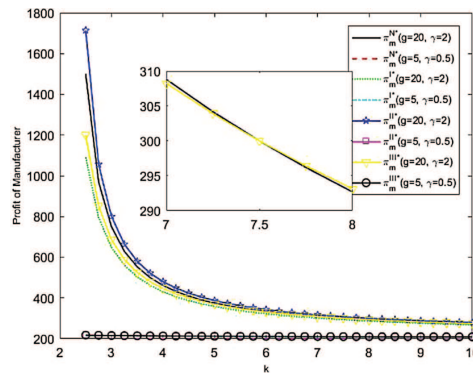 1800
1600
1400
1200
1000
800
600
400
200
Profit of Manufacturer
2 3 4 5 6 7 8 9 10
k
310
305
300
295
290
7 7.5 8
π_m^{N*}(g=20, γ=2)
π_m^{N*}(g=5, γ=0.5)
π_m^{I*}(g=20, γ=2)
π_m^{I*}(g=5, γ=0.5)
π_m^{II*}(g=20, γ=2)
π_m^{II*}(g=5, γ=0.5)
π_m^{III*}(g=20, γ=2)
π_m^{III*}(g=5, γ=0.5)